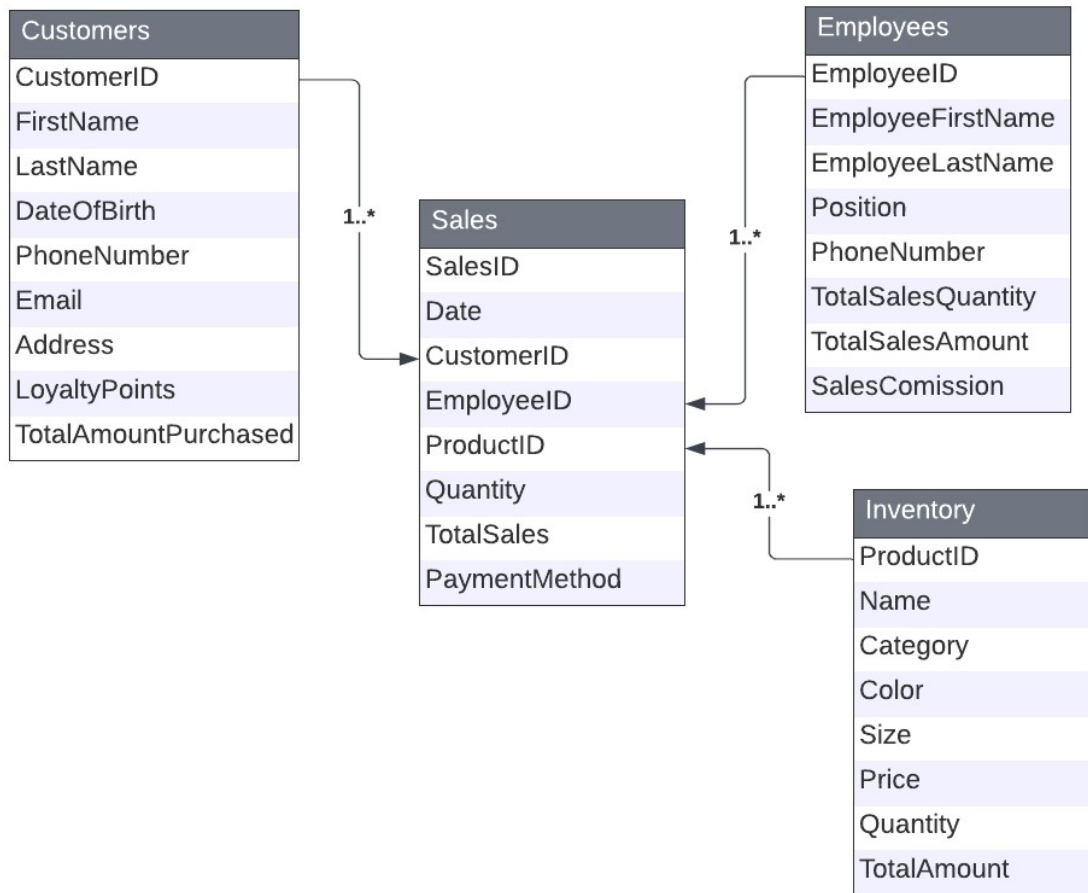 Customers
CustomerID
FirstName
LastName
DateOfBirth
PhoneNumber
Email
Address
LoyaltyPoints
TotalAmountPurchased
1..*
Sales
SalesID
Date
CustomerID
EmployeeID
ProductID
Quantity
TotalSales
PaymentMethod
1..*
Employees
EmployeeID
EmployeeFirstName
EmployeeLastName
Position
PhoneNumber
TotalSalesQuantity
TotalSalesAmount
SalesComission
1..*
Inventory
ProductID
Name
Category
Color
Size
Price
Quantity
TotalAmount